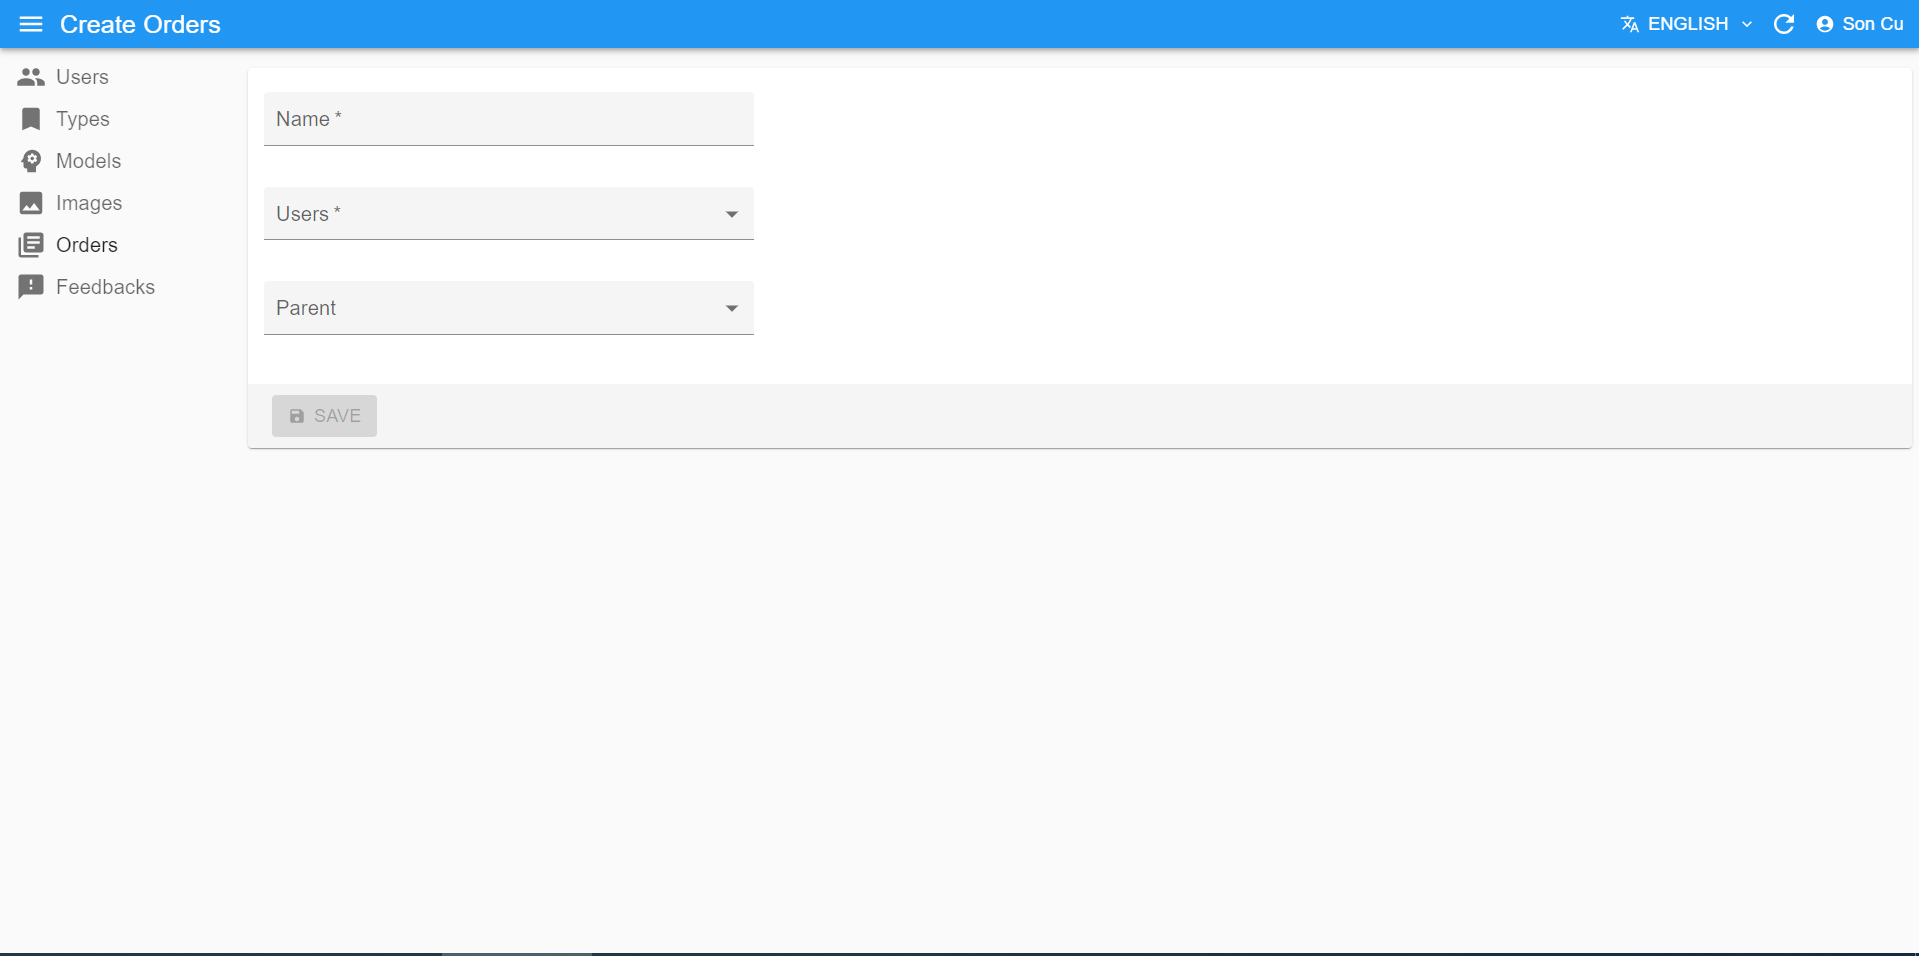 Create Orders
ENGLISH
Son Cu
Users
Types
Models
Images
Orders
Feedbacks
Name *
Users *
Parent
SAVE